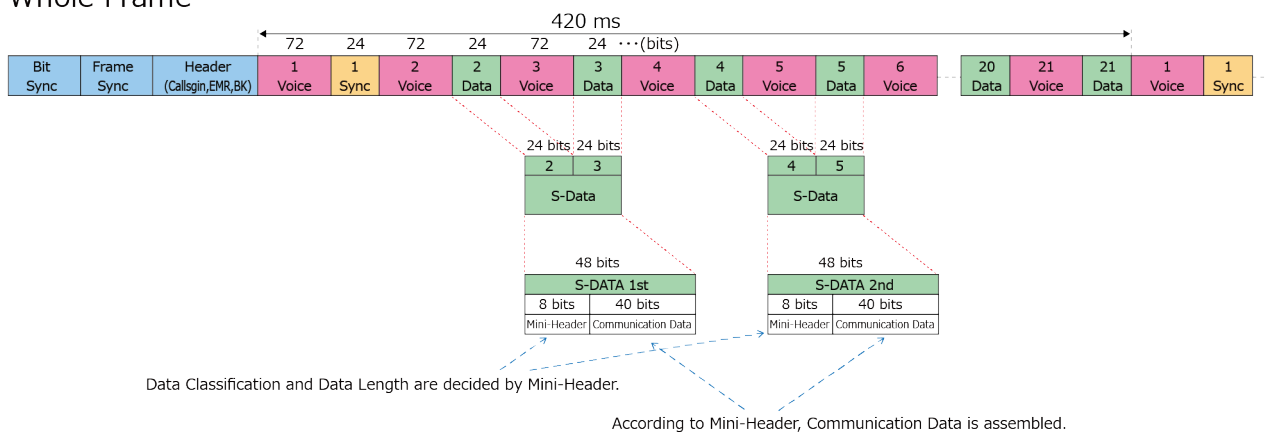 Whole Frame
420 ms
72 24 72 24 72 24 ···(bits)
Bit Sync
Frame Sync
Header (Callsgin,EMR,BK)
1 Voice
1 Sync
2 Voice
2 Data
3 Voice
3 Data
4 Voice
4 Data
5 Voice
5 Data
6 Voice
20 Data
21 Voice
21 Data
1 Voice
1 Sync
24 bits 24 bits
2 3
S-Data
24 bits 24 bits
4 5
S-Data
48 bits
S-DATA 1st
8 bits 40 bits
Mini-Header Communication Data
48 bits
S-DATA 2nd
8 bits 40 bits
Mini-Header Communication Data
Data Classification and Data Length are decided by Mini-Header.
According to Mini-Header, Communication Data is assembled.